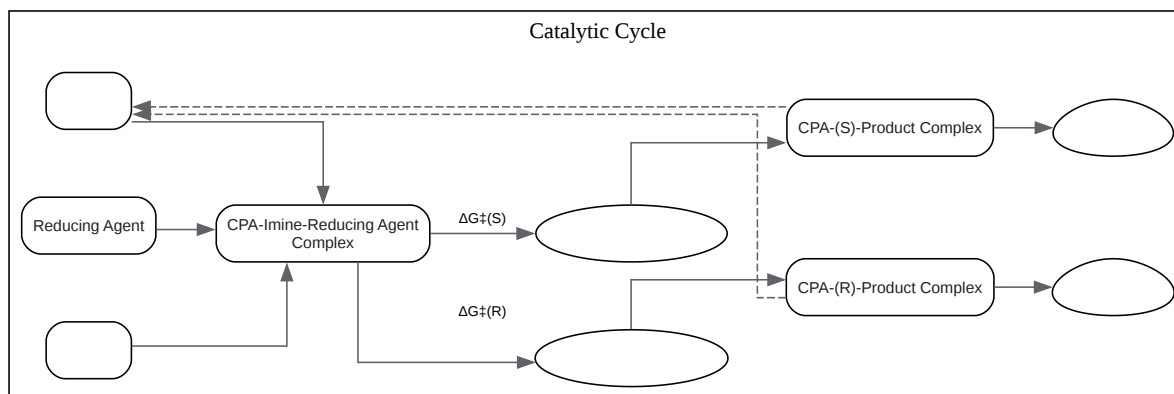 Catalytic Cycle
CPA-(S)-Product Complex
Reducing Agent
CPA-Imine-Reducing Agent
Complex
ΔG‡(S)
CPA-(R)-Product Complex
ΔG‡(R)